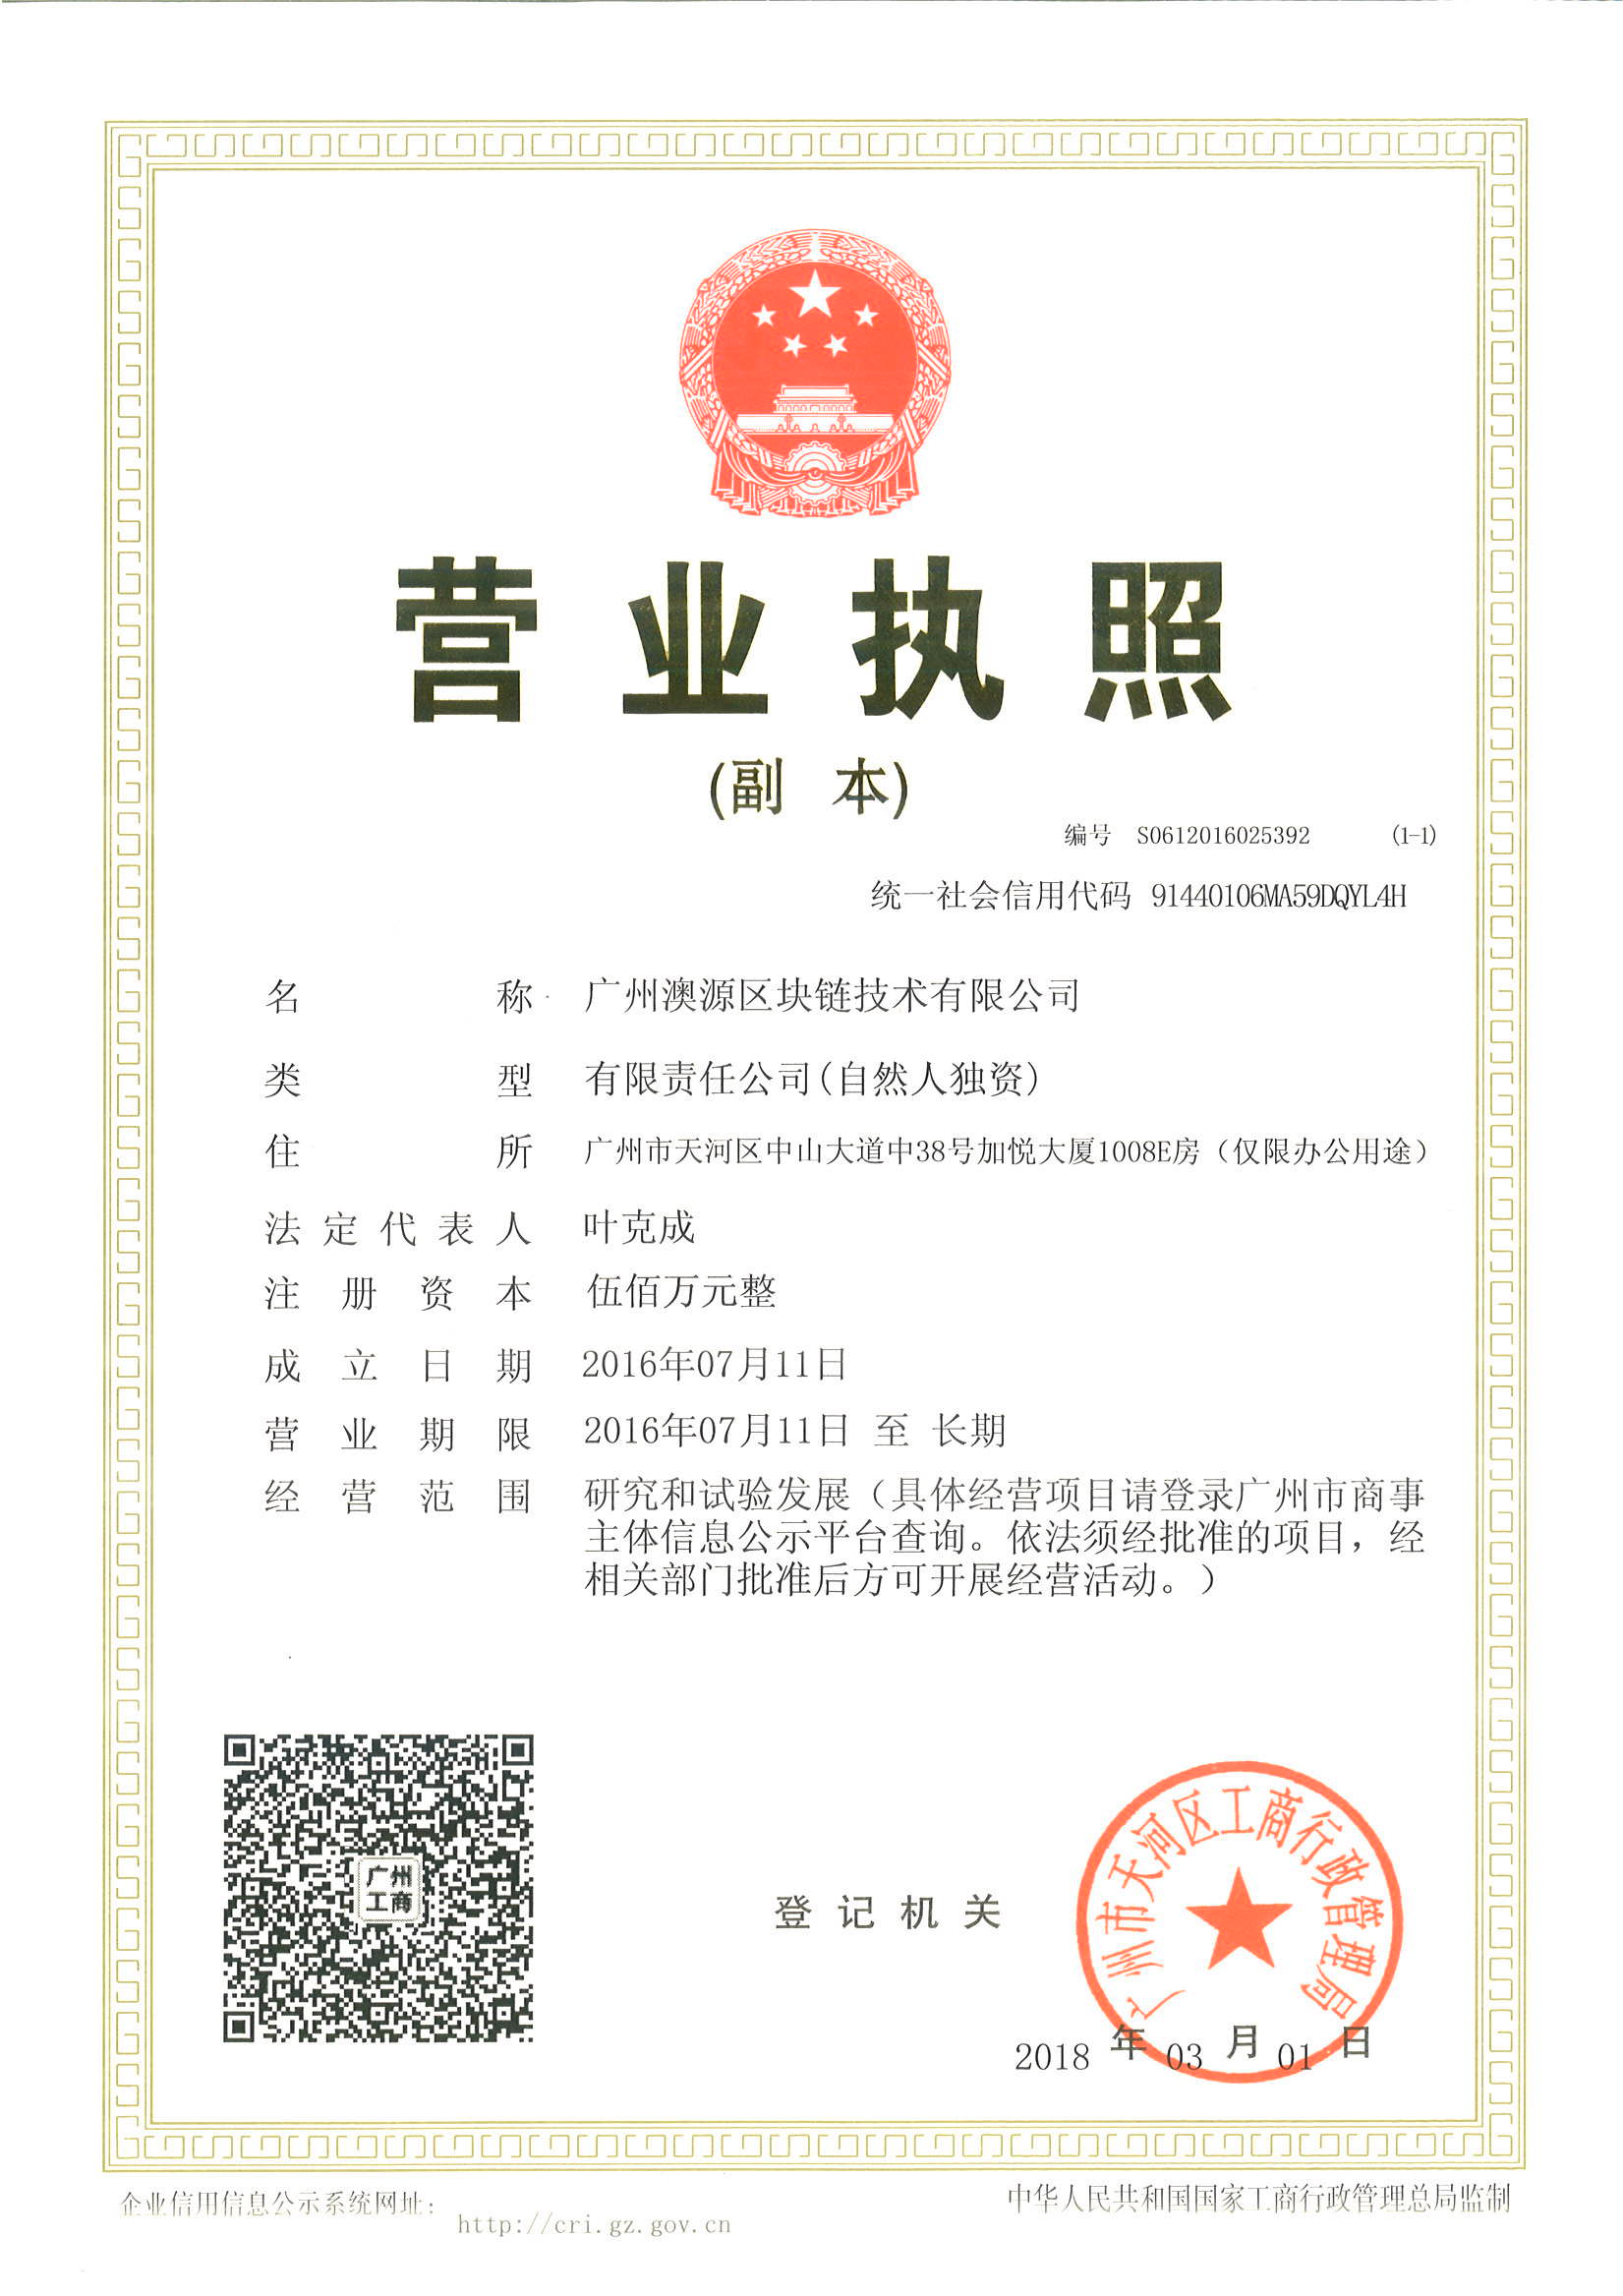 营业执照
(副 本)
编号 S0612016025392 (1-1)
统一社会信用代码 91440106MA59DQYL4H
名称 广州澳源区块链技术有限公司
类型 有限责任公司(自然人独资)
住所 广州市天河区中山大道中38号加悦大厦1008E房（仅限办公用途）
法定代表人 叶克成
注册资本 伍佰万元整
成立日期 2016年07月11日
营业期限 2016年07月11日 至 长期
经营范围 研究和试验发展（具体经营项目请登录广州市商事
主体信息公示平台查询。依法须经批准的项目，经
相关部门批准后方可开展经营活动。）
广州
工商
登记机关
广州市天河区工商行政管理局
2018 年 03 月 01 日
企业信用信息公示系统网址：
http://cri.gz.gov.cn
中华人民共和国国家工商行政管理总局监制